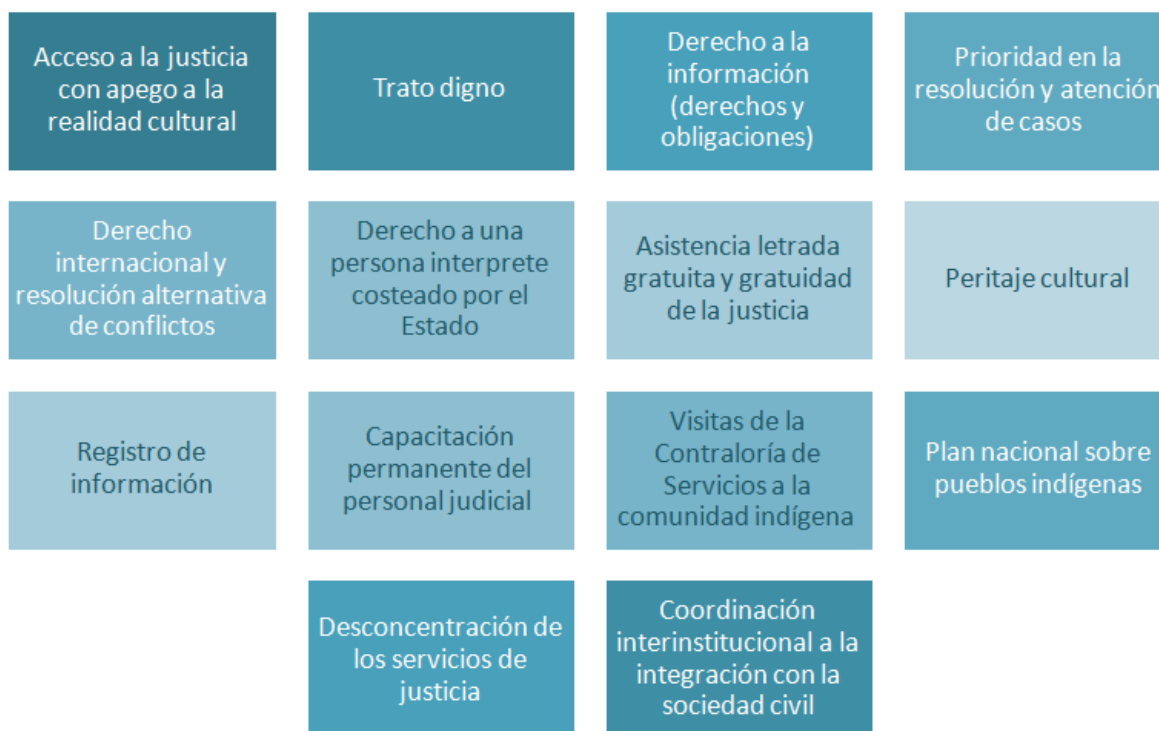 Acceso a la justicia
con apego a la
realidad cultural
Trato digno
Derecho a la
información
(derechos y
obligaciones)
Prioridad en la
resolución y atención
de casos
Derecho
internacional y
resolución alternativa
de conflictos
Derecho a una
persona interprete
costeado por el
Estado
Asistencia letrada
gratuita y gratuidad
de la justicia
Peritaje cultural
Registro de
información
Capacitación
permanente del
personal judicial
Visitas de la
Contraloría de
Servicios a la
comunidad indígena
Plan nacional sobre
pueblos indígenas
Desconcentración de
los servicios de
justicia
Coordinación
interinstitucional a la
integración con la
sociedad civil